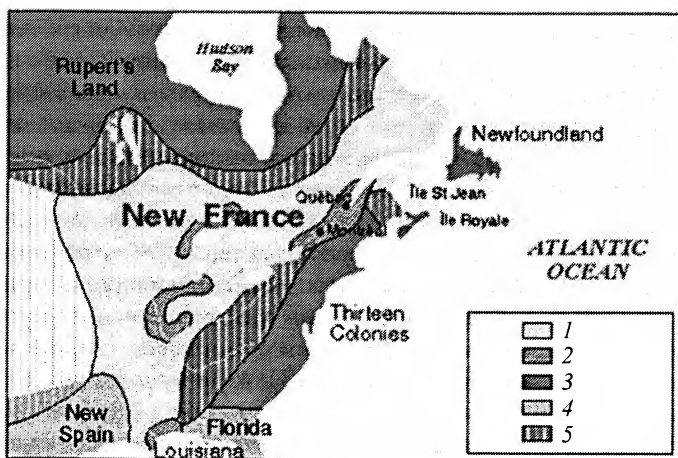 Hudson
Bay
Rupert's
Land
Newfoundland
Québec
Île St Jean
New France
Île Royale
Montréal
ATLANTIC
OCEAN
Thirteen
Colonies
1
2
3
4
5
New
Spain
Florida
Louisiana